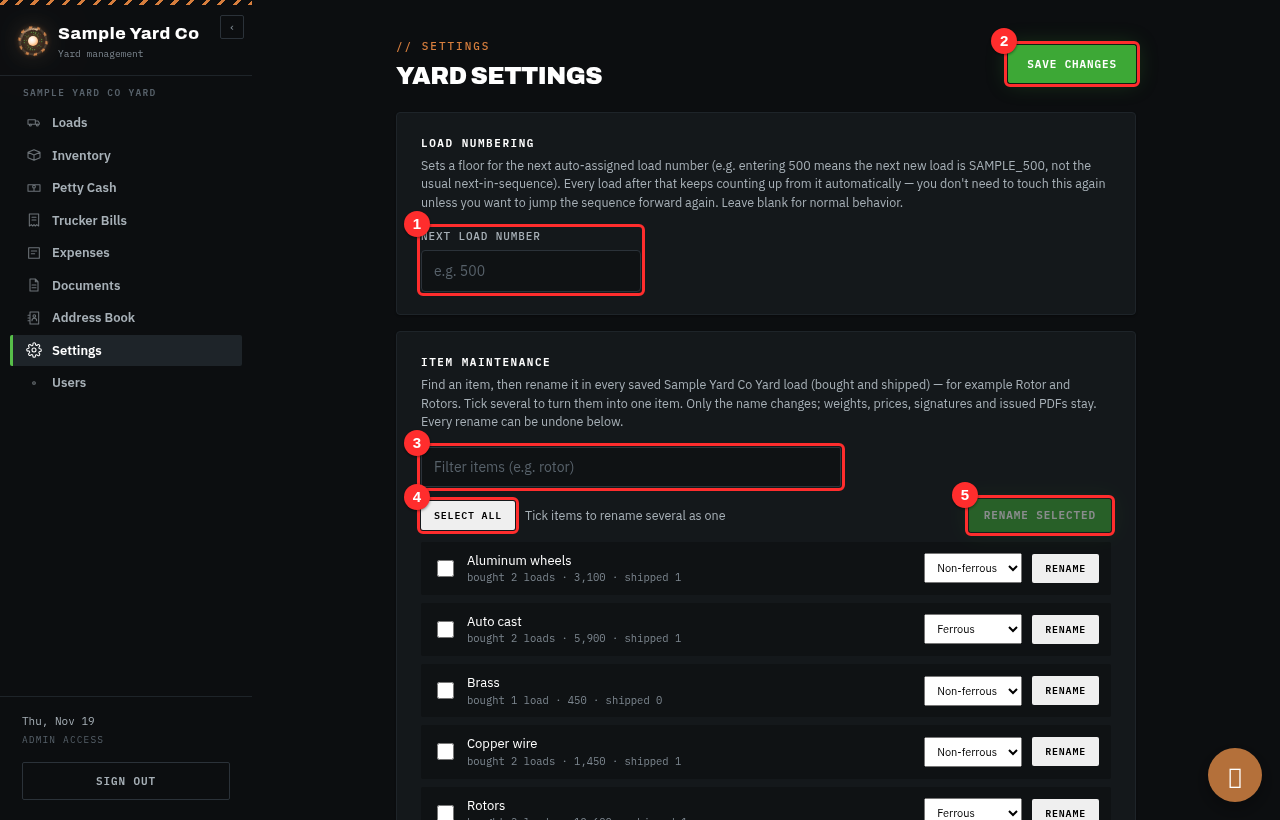 Sample Yard Co
Yard management
‹
SAMPLE YARD CO YARD
Loads
Inventory
Petty Cash
Trucker Bills
Expenses
Documents
Address Book
Settings
Users
Thu, Nov 19
ADMIN ACCESS
SIGN OUT
// SETTINGS
YARD SETTINGS
2
SAVE CHANGES
LOAD NUMBERING
Sets a floor for the next auto-assigned load number (e.g. entering 500 means the next new load is SAMPLE_500, not the
usual next-in-sequence). Every load after that keeps counting up from it automatically — you don't need to touch this again
unless you want to jump the sequence forward again. Leave blank for normal behavior.
1
NEXT LOAD NUMBER
e.g. 500
ITEM MAINTENANCE
Find an item, then rename it in every saved Sample Yard Co Yard load (bought and shipped) — for example Rotor and
Rotors. Tick several to turn them into one item. Only the name changes; weights, prices, signatures and issued PDFs stay.
Every rename can be undone below.
3
Filter items (e.g. rotor)
4
SELECT ALL
Tick items to rename several as one
5
RENAME SELECTED
Aluminum wheels
bought 2 loads · 3,100 · shipped 1
Non-ferrous
RENAME
Auto cast
bought 2 loads · 5,900 · shipped 1
Ferrous
RENAME
Brass
bought 1 load · 450 · shipped 0
Non-ferrous
RENAME
Copper wire
bought 2 loads · 1,450 · shipped 1
Non-ferrous
RENAME
Rotors
Ferrous
RENAME